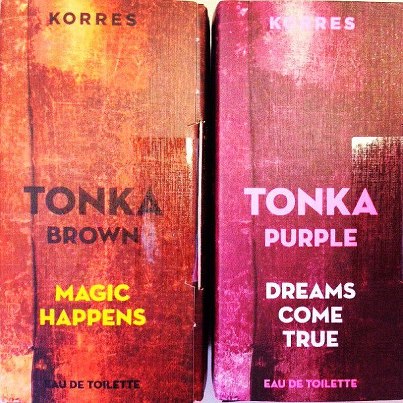 KORRES
TONKA
BROWN
MAGIC
HAPPENS
EAU DE TOILETTE
KORRES
TONKA
PURPLE
DREAMS
COME
TRUE
EAU DE TOILETTE